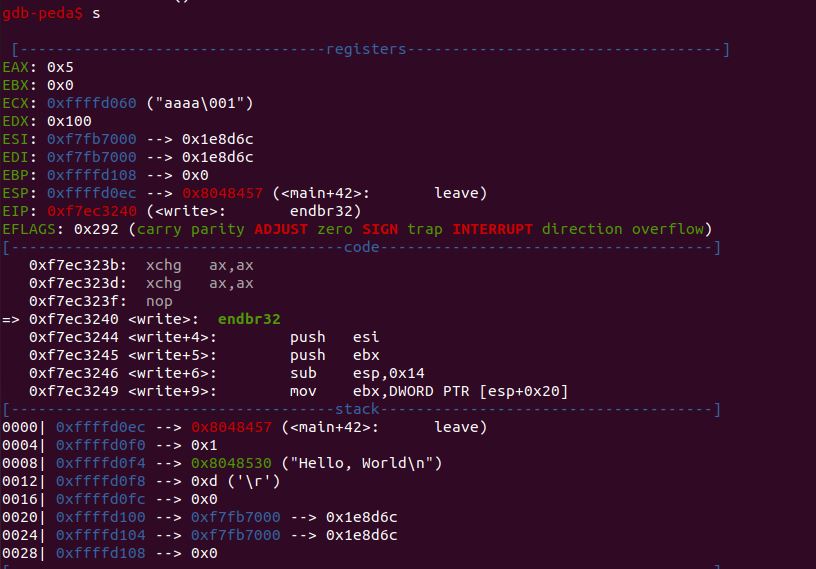 gdb-peda$ s
[----------------------------------registers-----------------------------------]
EAX: 0x5
EBX: 0x0
ECX: 0xffffd060 ("aaaa\001")
EDX: 0x100
ESI: 0xf7fb7000 --> 0x1e8d6c
EDI: 0xf7fb7000 --> 0x1e8d6c
EBP: 0xffffd108 --> 0x0
ESP: 0xffffd0ec --> 0x8048457 (<main+42>:	leave)
EIP: 0xf7ec3240 (<write>:	endbr32)
EFLAGS: 0x292 (carry parity ADJUST zero SIGN trap INTERRUPT direction overflow)
[-------------------------------------code-------------------------------------]
0xf7ec323b:	xchg   ax,ax
0xf7ec323d:	xchg   ax,ax
0xf7ec323f:	nop
=> 0xf7ec3240 <write>:	endbr32
0xf7ec3244 <write+4>:	push   esi
0xf7ec3245 <write+5>:	push   ebx
0xf7ec3246 <write+6>:	sub    esp,0x14
0xf7ec3249 <write+9>:	mov    ebx,DWORD PTR [esp+0x20]
[------------------------------------stack-------------------------------------]
0000| 0xffffd0ec --> 0x8048457 (<main+42>:	leave)
0004| 0xffffd0f0 --> 0x1
0008| 0xffffd0f4 --> 0x8048530 ("Hello, World\n")
0012| 0xffffd0f8 --> 0xd ('\r')
0016| 0xffffd0fc --> 0x0
0020| 0xffffd100 --> 0xf7fb7000 --> 0x1e8d6c
0024| 0xffffd104 --> 0xf7fb7000 --> 0x1e8d6c
0028| 0xffffd108 --> 0x0